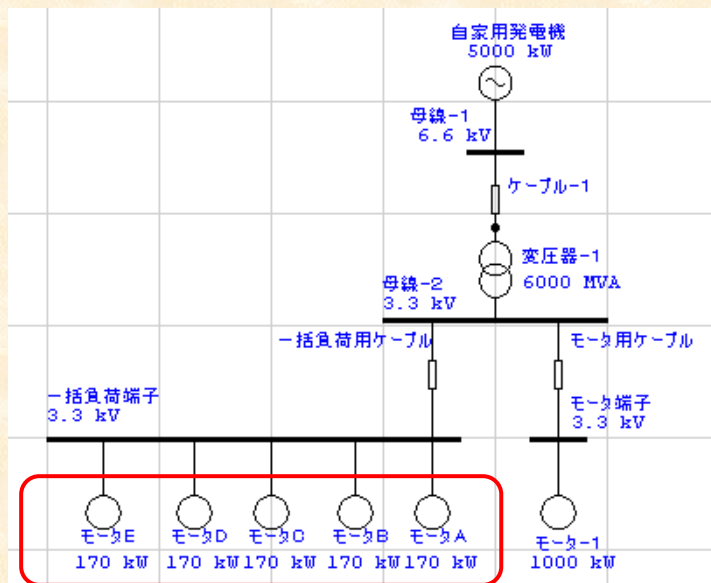 自家用発電機
5000 kW
母線-1
6.6 kV
ケーブル-1
変圧器-1
6000 MVA
母線-2
3.3 kV
一括負荷用ケーブル
モータ用ケーブル
一括負荷端子
3.3 kV
モータ端子
3.3 kV
モータE
170 kW
モータD
170 kW
モータC
170 kW
モータB
170 kW
モータA
170 kW
モーター1
1000 kW